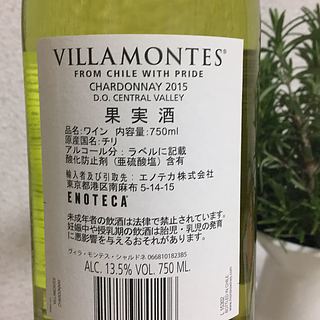 VILLAMONTES®
FROM CHILE WITH PRIDE
CHARDONNAY 2015
D.O. CENTRAL VALLEY
果実酒
品名:ワイン 内容量:750ml
原産国名:チリ
アルコール分:ラベルに記載
酸化防止剤(亜硫酸塩)含有
輸入者及び引取先:エノテカ株式会社
東京都港区南麻布 5-14-15
ENOTECA®
未成年者の飲酒は法律で禁止されています。
妊娠中や授乳期の飲酒は胎児・乳児の発育
に悪影響を与えるおそれがあります。
ヴィラ・モンテス・シャルドネ 066810182385
ALC. 13.5% VOL. 750 ML.